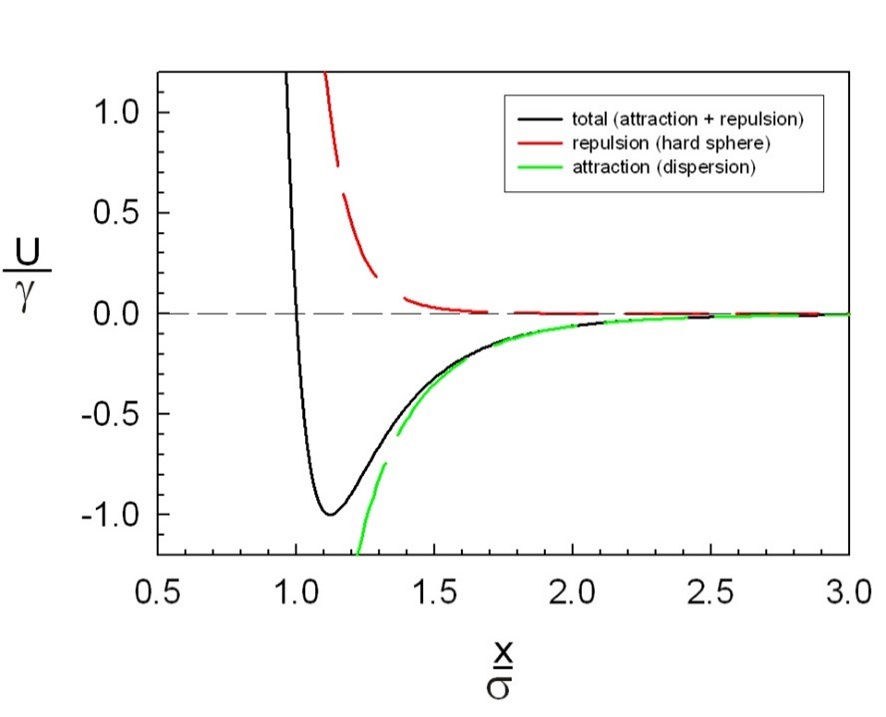 1.0
0.5
0.0
-0.5
-1.0
U
γ
total (attraction + repulsion)
repulsion (hard sphere)
attraction (dispersion)
0.5 1.0 1.5 2.0 2.5 3.0
x
σ